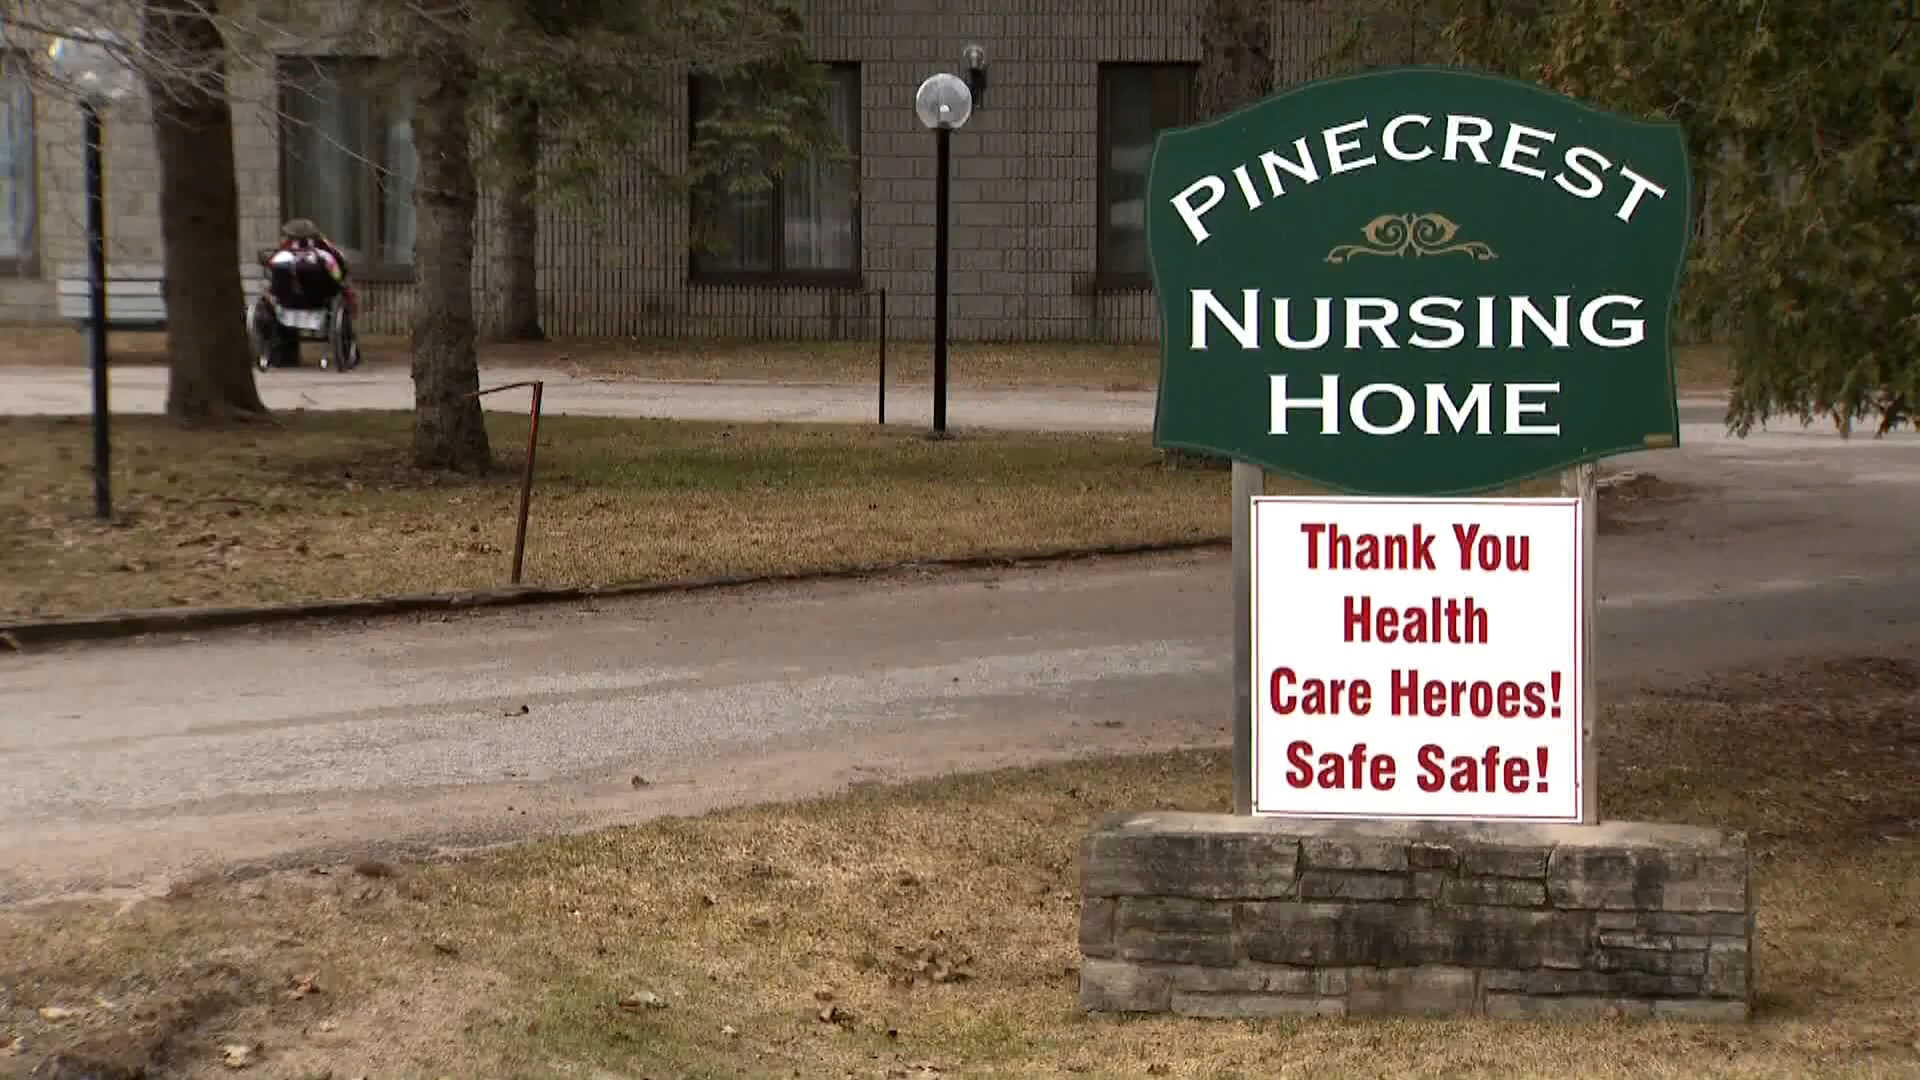 PINECREST
NURSING
HOME
Thank You
Health
Care Heroes!
Safe Safe!